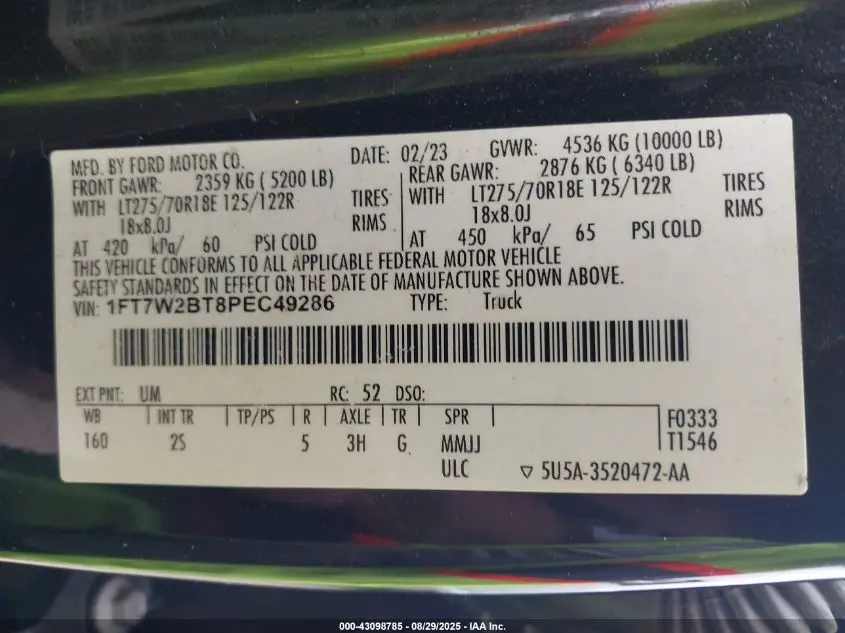 MFD. BY FORD MOTOR CO. DATE: 02/23 GVWR: 4536 KG (10000 LB)
FRONT GAWR: 2359 KG ( 5200 LB) REAR GAWR: 2876 KG ( 6340 LB)
WITH LT275/70R18E 125/122R TIRES WITH LT275/70R18E 125/122R TIRES
18x8.0J RIMS 18x8.0J RIMS
AT 420 kPa/ 60 PSI COLD AT 450 kPa/ 65 PSI COLD
THIS VEHICLE CONFORMS TO ALL APPLICABLE FEDERAL MOTOR VEHICLE
SAFETY STANDARDS IN EFFECT ON THE DATE OF MANUFACTURE SHOWN ABOVE.
VIN: 1FT7W2BT8PEC49286 TYPE: Truck
EXT PNT: UM RC: 52 DSO:
WB INT TR TP/PS R AXLE TR SPR F0333
160 2S 5 3H G MMJJ T1546
ULC ▽ 5U5A-3520472-AA
000-43098785 - 08/29/2025 - IAA Inc.